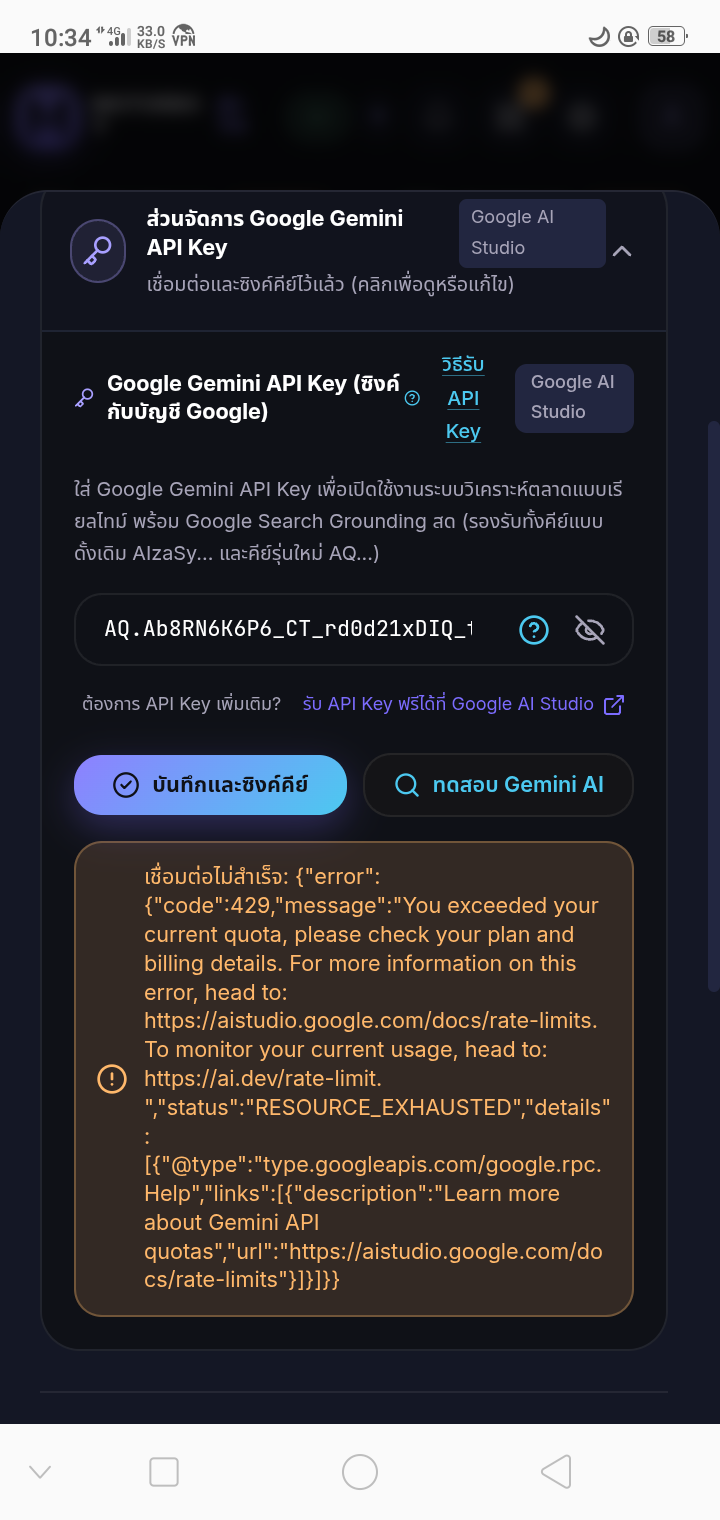 10:34 4G 33.0 KB/S VPN 58
ส่วนจัดการ Google Gemini
API Key
Google AI
Studio
เชื่อมต่อและซิงค์คีย์ไว้แล้ว (คลิกเพื่อดูหรือแก้ไข)
Google Gemini API Key (ซิงค์
กับบัญชี Google)
วิธีรับ
API
Key
Google AI
Studio
ใส่ Google Gemini API Key เพื่อเปิดใช้งานระบบวิเคราะห์ตลาดแบบเรี
ยลไทม์ พร้อม Google Search Grounding สด (รองรับทั้งคีย์แบบ
ดั้งเดิม AIzaSy... และคีย์รุ่นใหม่ AQ...)
AQ.Ab8RN6K6P6_CT_rd0d21xDIQ_
ต้องการ API Key เพิ่มเติม? รับ API Key ฟรีได้ที่ Google AI Studio
บันทึกและซิงค์คีย์
ทดสอบ Gemini AI
เชื่อมต่อไม่สำเร็จ: {"error":
{"code":429,"message":"You exceeded your
current quota, please check your plan and
billing details. For more information on this
error, head to:
https://aistudio.google.com/docs/rate-limits.
To monitor your current usage, head to:
https://ai.dev/rate-limit.
","status":"RESOURCE_EXHAUSTED","details"
:
[{"@type":"type.googleapis.com/google.rpc.
Help","links":[{"description":"Learn more
about Gemini API
quotas","url":"https://aistudio.google.com/do
cs/rate-limits"}]}]}}